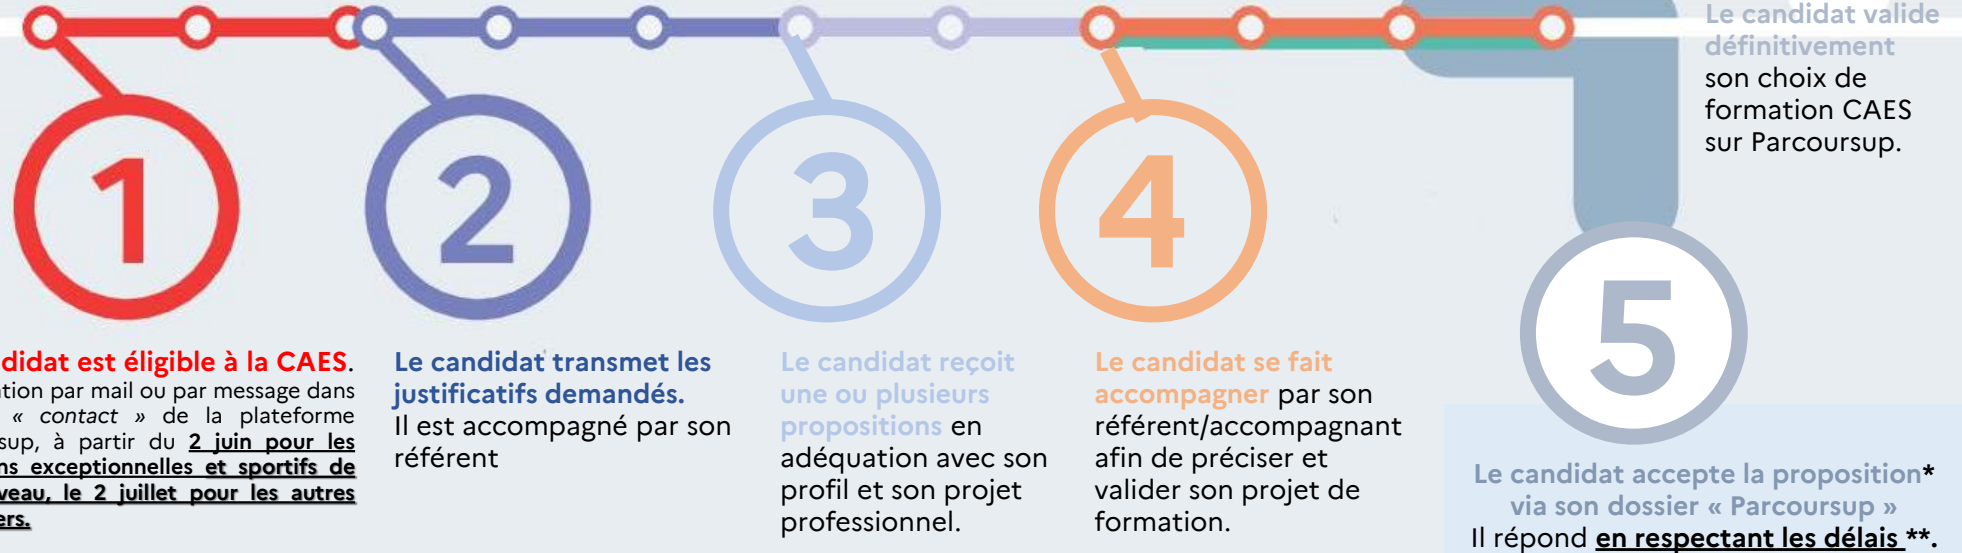 1
didat est éligible à la CAES.
ation par mail ou par message dans
« contact » de la plateforme
sup, à partir du 2 juin pour les
ns exceptionnelles et sportifs de
veau, le 2 juillet pour les autres
ers.
2
Le candidat transmet les
justificatifs demandés.
Il est accompagné par son
référent
3
Le candidat reçoit
une ou plusieurs
propositions en
adéquation avec son
profil et son projet
professionnel.
4
Le candidat se fait
accompagner par son
référent/accompagnant
afin de préciser et
valider son projet de
formation.
5
Le candidat accepte la proposition*
via son dossier « Parcoursup »
Il répond en respectant les délais **.
Le candidat valide
définitivement
son choix de
formation CAES
sur Parcoursup.